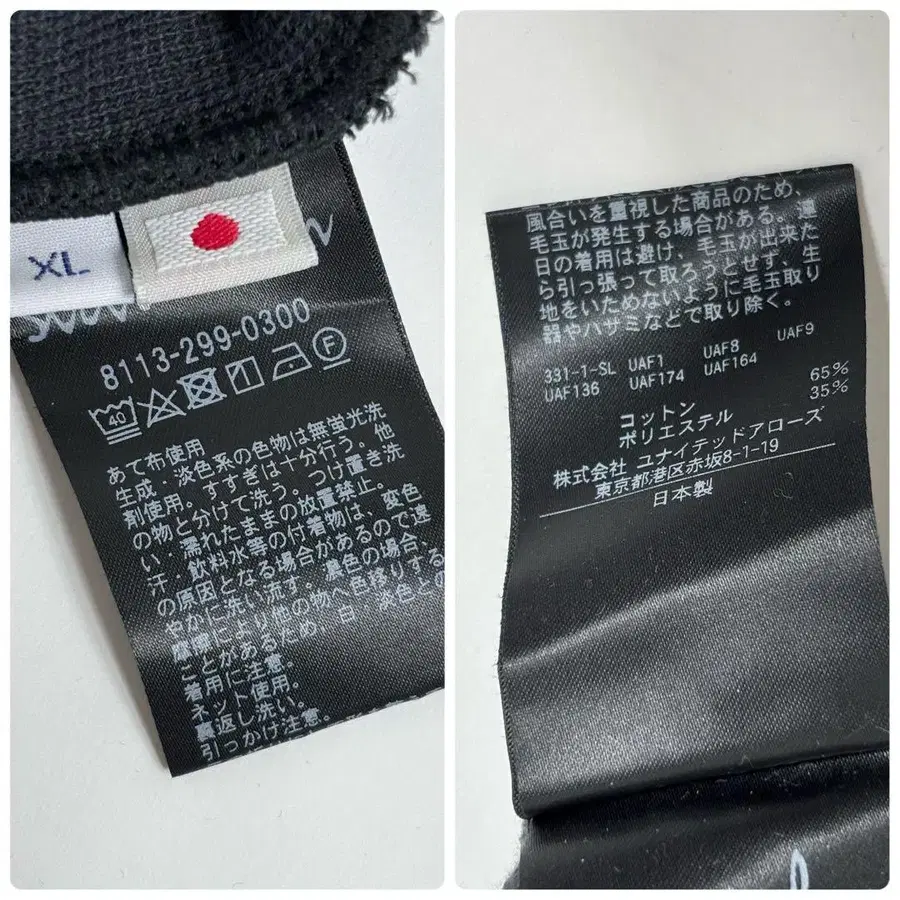 XL
8113-299-0300
40
F
あて布使用
生成・淡色系の色物は無蛍光洗
剤使用。すすぎは十分行う。他
の物と分けて洗う。つけ置き洗
い・濡れたままの放置禁止。
汗・飲料水等の付着物は、変色
の原因となる場合があるので速
やかに洗い流す。濃色の場合、
摩擦により他の物へ色移りする
ことがあるため、白・淡色との
着用に注意。
ネット使用。
裏返し洗い。
引っかけ注意。
風合いを重視した商品のため、
毛玉が発生する場合がある。連
日の着用は避け、毛玉が出来た
ら引っ張って取ろうとせず、生
地をいためないように毛玉取り
器やハサミなどで取り除く。
331-1-SL UAF1 UAF8 UAF9
UAF136 UAF174 UAF164
コットン 65%
ポリエステル 35%
株式会社 ユナイテッドアローズ
東京都港区赤坂8-1-19
日本製